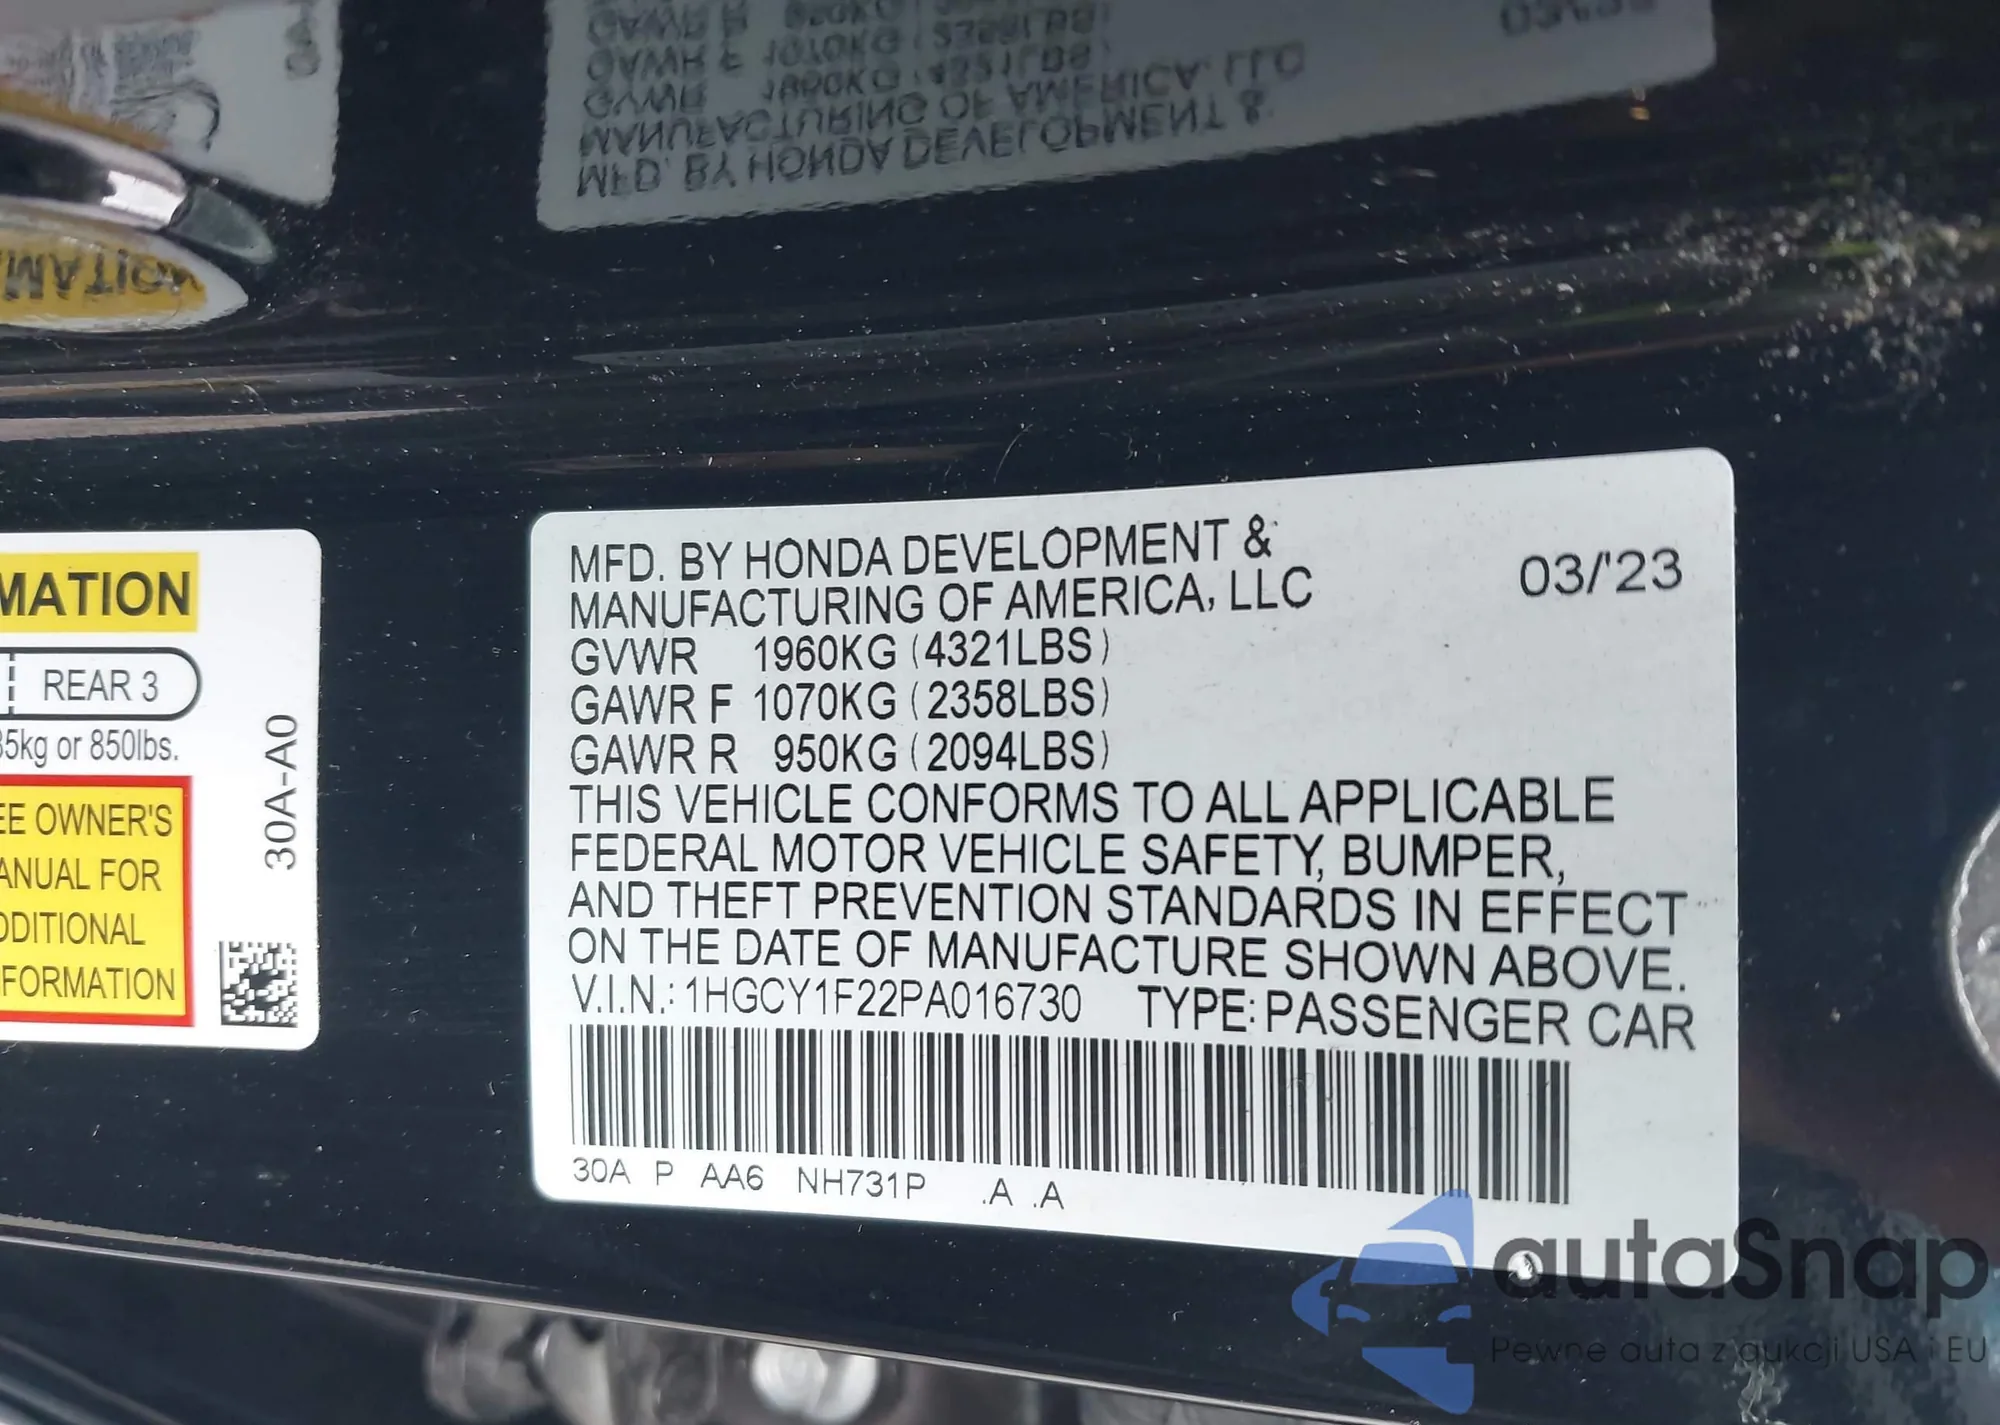 MFD. BY HONDA DEVELOPMENT &
MANUFACTURING OF AMERICA, LLC
03/'23
GVWR 1960KG (4321LBS)
GAWR F 1070KG (2358LBS)
GAWR R 950KG (2094LBS)
THIS VEHICLE CONFORMS TO ALL APPLICABLE
FEDERAL MOTOR VEHICLE SAFETY, BUMPER,
AND THEFT PREVENTION STANDARDS IN EFFECT
ON THE DATE OF MANUFACTURE SHOWN ABOVE.
V.I.N.: 1HGCY1F22PA016730 TYPE: PASSENGER CAR
30A P AA6 NH731P .A .A
MATION
REAR 3
35kg or 850lbs.
EE OWNER'S
ANUAL FOR
DDITIONAL
FORMATION
30A-A0
autaSnap
Pewne auta z aukcji USA i EU